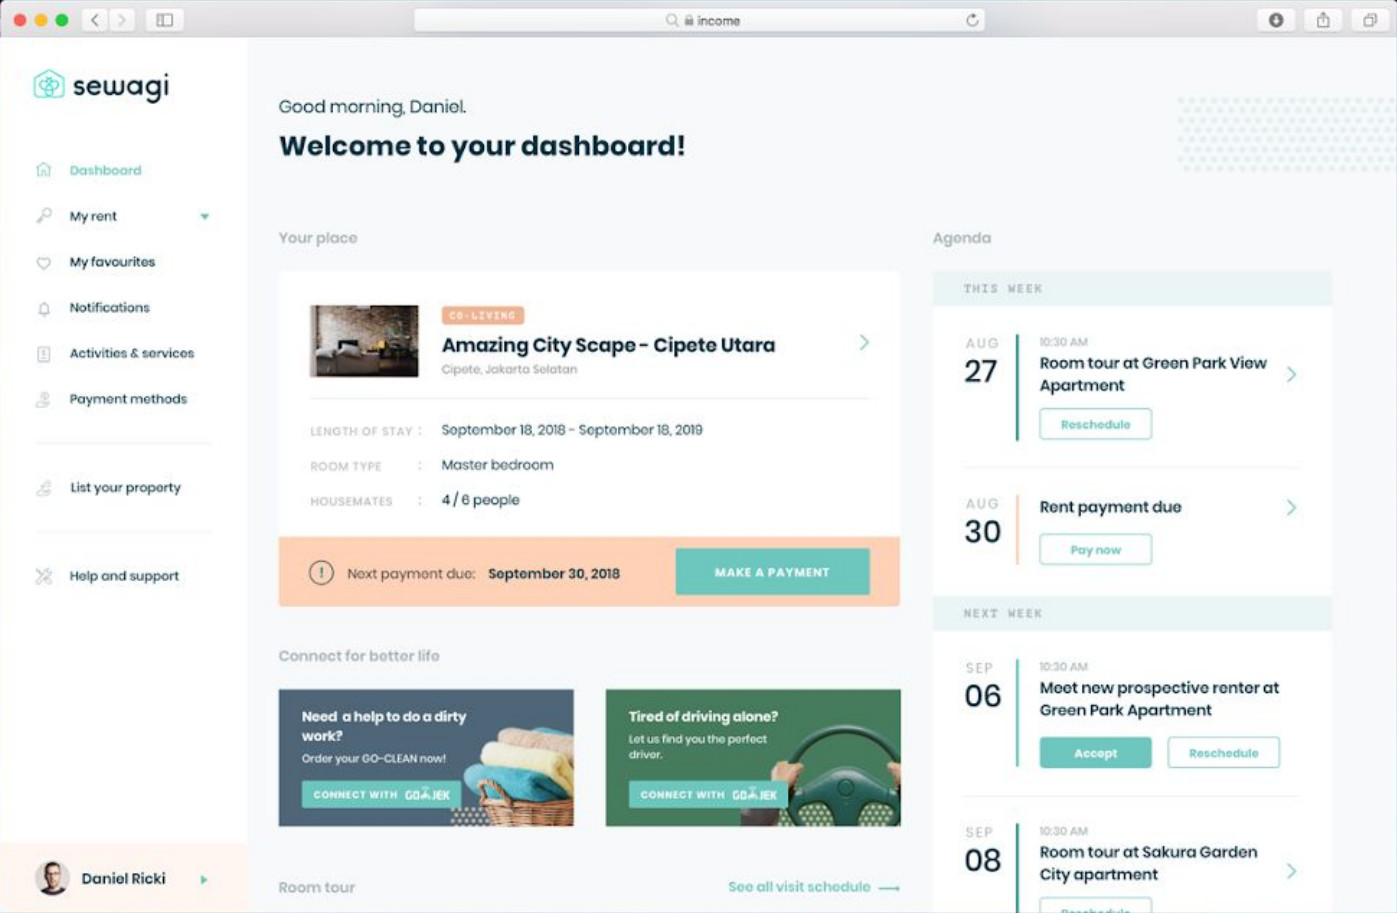 income
sewagi
Dashboard
My rent
My favourites
Notifications
Activities & services
Payment methods
List your property
Help and support
Daniel Ricki
Good morning, Daniel.
Welcome to your dashboard!
Your place
CO-LIVING
Amazing City Scape - Cipete Utara
Cipete, Jakarta Selatan
LENGTH OF STAY : September 18, 2018 - September 18, 2019
ROOM TYPE : Master bedroom
HOUSEMATES : 4 / 6 people
Next payment due: September 30, 2018
MAKE A PAYMENT
Connect for better life
Need a help to do a dirty
work?
Order your GO-CLEAN now!
CONNECT WITH GO-JEK
Tired of driving alone?
Let us find you the perfect
driver.
CONNECT WITH GO-JEK
Room tour
See all visit schedule
Agenda
THIS WEEK
AUG
27
10:30 AM
Room tour at Green Park View
Apartment
Reschedule
AUG
30
Rent payment due
Pay now
NEXT WEEK
SEP
06
10:30 AM
Meet new prospective renter at
Green Park Apartment
Accept
Reschedule
SEP
08
10:30 AM
Room tour at Sakura Garden
City apartment
Reschedule